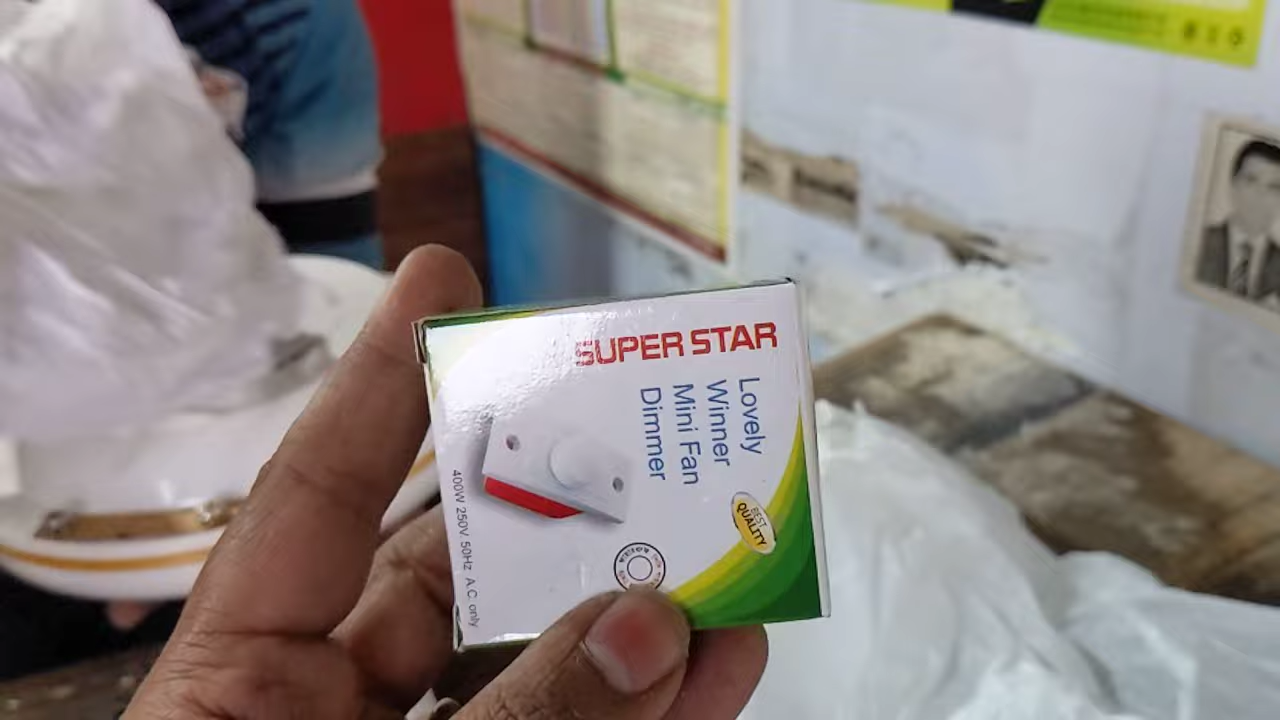 SUPER STAR
Lovely
Winner
Mini Fan
Dimmer
BEST
QUALITY
400W 250V. 50Hz A.C. only